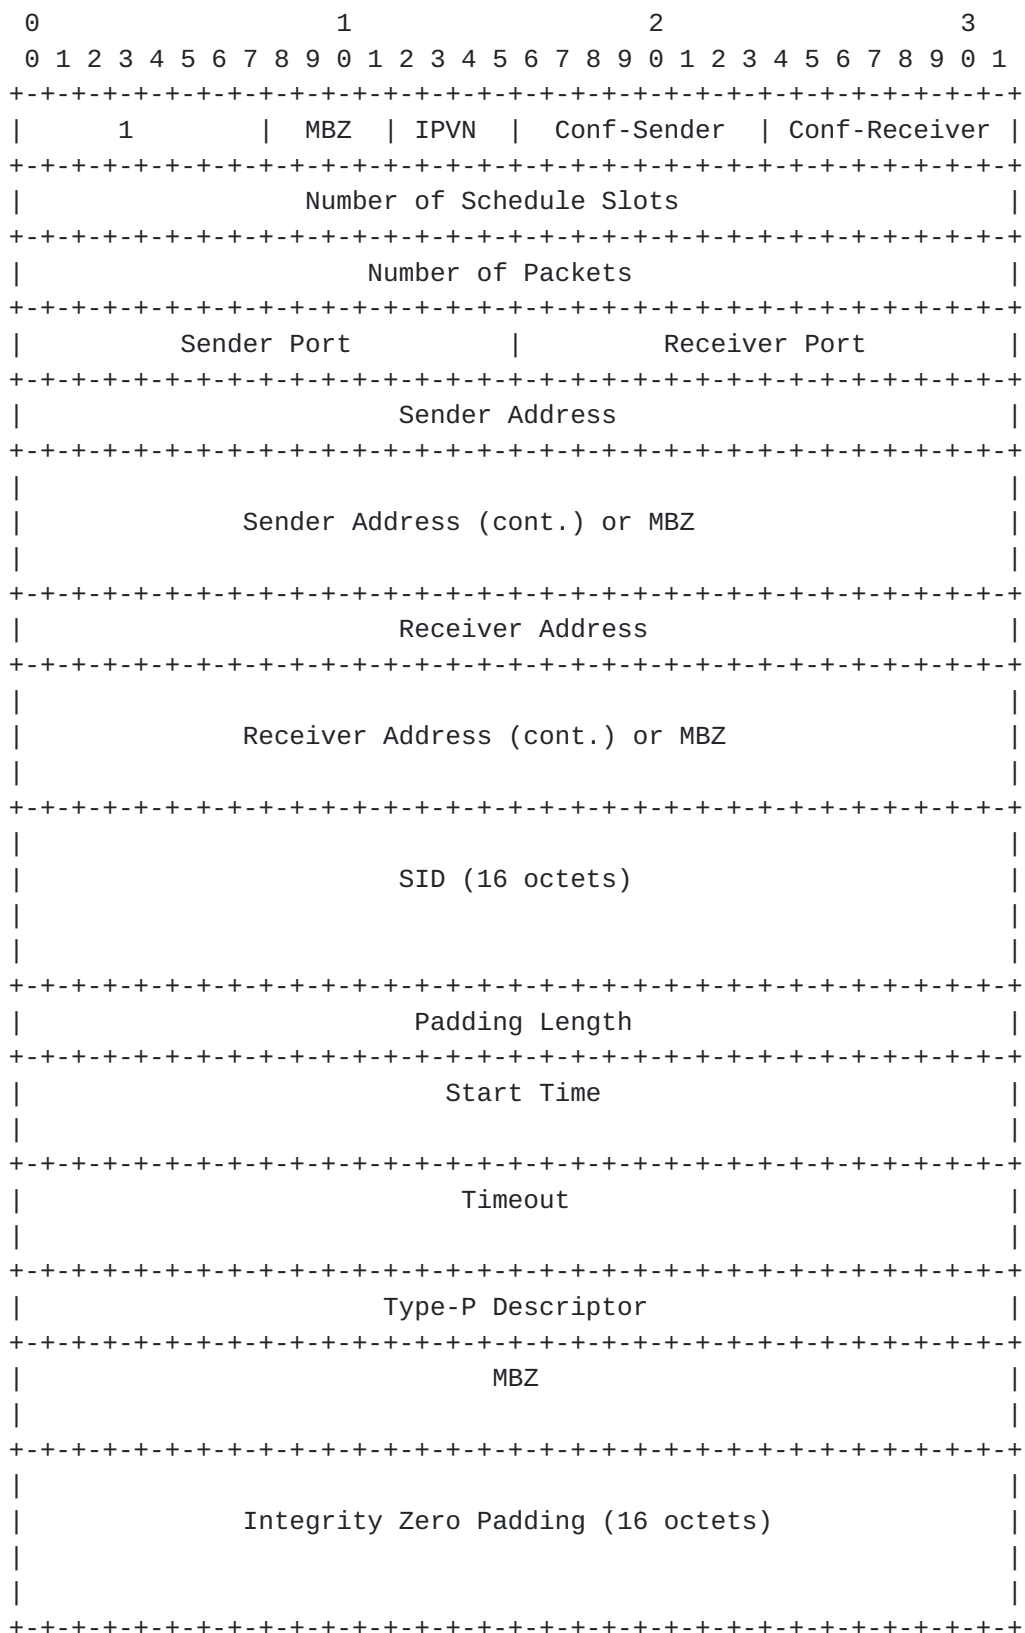 0                   1                   2                   3
 0 1 2 3 4 5 6 7 8 9 0 1 2 3 4 5 6 7 8 9 0 1 2 3 4 5 6 7 8 9 0 1
+-+-+-+-+-+-+-+-+-+-+-+-+-+-+-+-+-+-+-+-+-+-+-+-+-+-+-+-+-+-+-+-+
|      1        |  MBZ  | IPVN  |  Conf-Sender  | Conf-Receiver |
+-+-+-+-+-+-+-+-+-+-+-+-+-+-+-+-+-+-+-+-+-+-+-+-+-+-+-+-+-+-+-+-+
|                  Number of Schedule Slots                     |
+-+-+-+-+-+-+-+-+-+-+-+-+-+-+-+-+-+-+-+-+-+-+-+-+-+-+-+-+-+-+-+-+
|                      Number of Packets                        |
+-+-+-+-+-+-+-+-+-+-+-+-+-+-+-+-+-+-+-+-+-+-+-+-+-+-+-+-+-+-+-+-+
|          Sender Port          |         Receiver Port         |
+-+-+-+-+-+-+-+-+-+-+-+-+-+-+-+-+-+-+-+-+-+-+-+-+-+-+-+-+-+-+-+-+
|                        Sender Address                         |
+-+-+-+-+-+-+-+-+-+-+-+-+-+-+-+-+-+-+-+-+-+-+-+-+-+-+-+-+-+-+-+-+
|                                                               |
|              Sender Address (cont.) or MBZ                    |
|                                                               |
+-+-+-+-+-+-+-+-+-+-+-+-+-+-+-+-+-+-+-+-+-+-+-+-+-+-+-+-+-+-+-+-+
|                        Receiver Address                       |
+-+-+-+-+-+-+-+-+-+-+-+-+-+-+-+-+-+-+-+-+-+-+-+-+-+-+-+-+-+-+-+-+
|                                                               |
|              Receiver Address (cont.) or MBZ                  |
|                                                               |
+-+-+-+-+-+-+-+-+-+-+-+-+-+-+-+-+-+-+-+-+-+-+-+-+-+-+-+-+-+-+-+-+
|                                                               |
|                        SID (16 octets)                        |
|                                                               |
|                                                               |
+-+-+-+-+-+-+-+-+-+-+-+-+-+-+-+-+-+-+-+-+-+-+-+-+-+-+-+-+-+-+-+-+
|                         Padding Length                        |
+-+-+-+-+-+-+-+-+-+-+-+-+-+-+-+-+-+-+-+-+-+-+-+-+-+-+-+-+-+-+-+-+
|                           Start Time                          |
|                                                               |
+-+-+-+-+-+-+-+-+-+-+-+-+-+-+-+-+-+-+-+-+-+-+-+-+-+-+-+-+-+-+-+-+
|                            Timeout                            |
|                                                               |
+-+-+-+-+-+-+-+-+-+-+-+-+-+-+-+-+-+-+-+-+-+-+-+-+-+-+-+-+-+-+-+-+
|                       Type-P Descriptor                       |
+-+-+-+-+-+-+-+-+-+-+-+-+-+-+-+-+-+-+-+-+-+-+-+-+-+-+-+-+-+-+-+-+
|                              MBZ                              |
|                                                               |
+-+-+-+-+-+-+-+-+-+-+-+-+-+-+-+-+-+-+-+-+-+-+-+-+-+-+-+-+-+-+-+-+
|                                                               |
|              Integrity Zero Padding (16 octets)               |
|                                                               |
|                                                               |
+-+-+-+-+-+-+-+-+-+-+-+-+-+-+-+-+-+-+-+-+-+-+-+-+-+-+-+-+-+-+-+-+